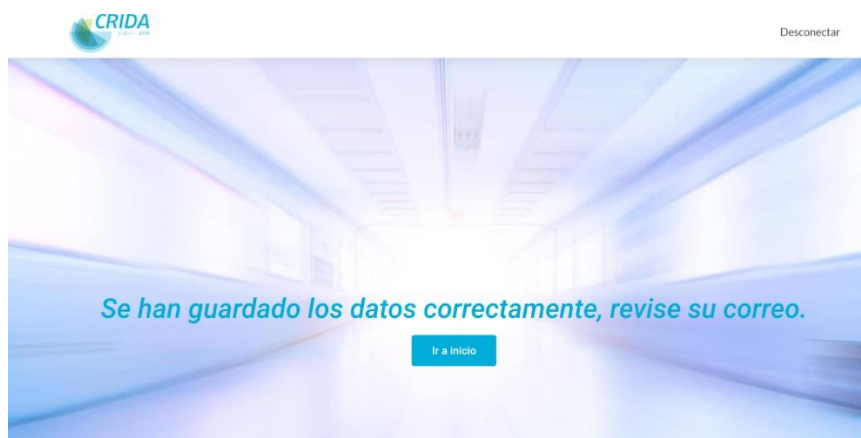 CRIDA
Desconectar
Se han guardado los datos correctamente, revise su correo.
Ir a inicio